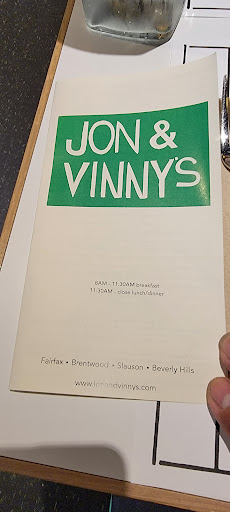 JON &
VINNY'S
8AM - 11:30AM breakfast
11:30AM - close lunch/dinner
Fairfax • Brentwood • Slauson • Beverly Hills
www.jonandvinnys.com